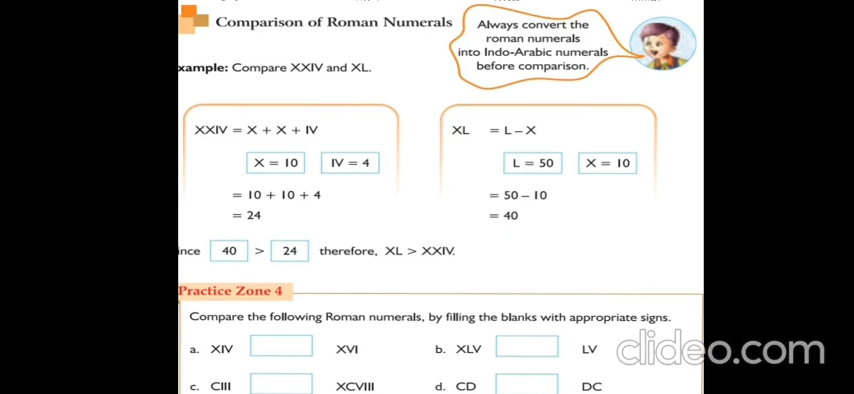 Comparison of Roman Numerals
Always convert the
roman numerals
into Indo-Arabic numerals
before comparison.
xample: Compare XXIV and XL.
XXIV = X + X + IV
X = 10 IV = 4
= 10 + 10 + 4
= 24
XL = L – X
L = 50 X = 10
= 50 – 10
= 40
ince 40 > 24 therefore, XL > XXIV.
Practice Zone 4
Compare the following Roman numerals, by filling the blanks with appropriate signs.
a. XIV XVI b. XLV LV
c. CIII XCVIII d. CD DC
clideo.com